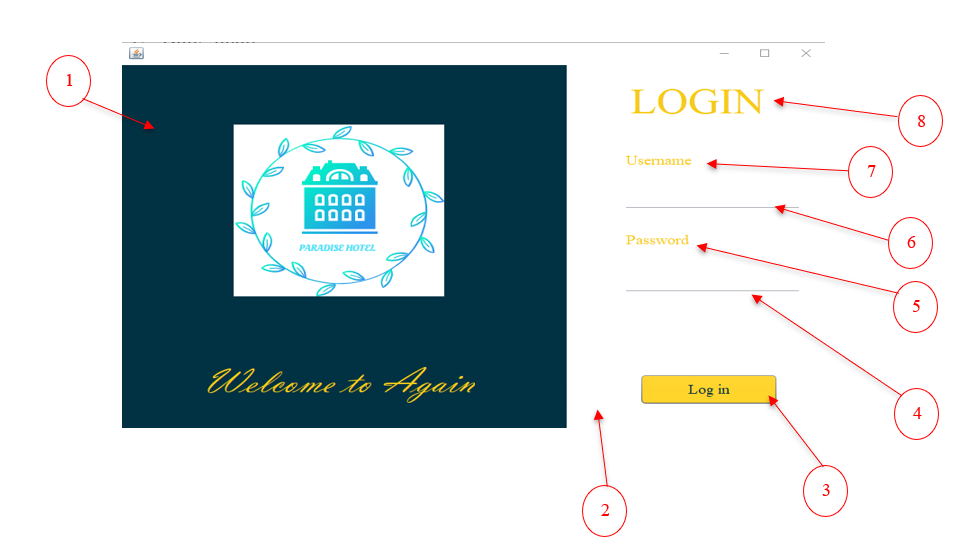 1
LOGIN
8
Username
7
6
PARADISE HOTEL
Password
5
Welcome to Again
Log in
4
3
2